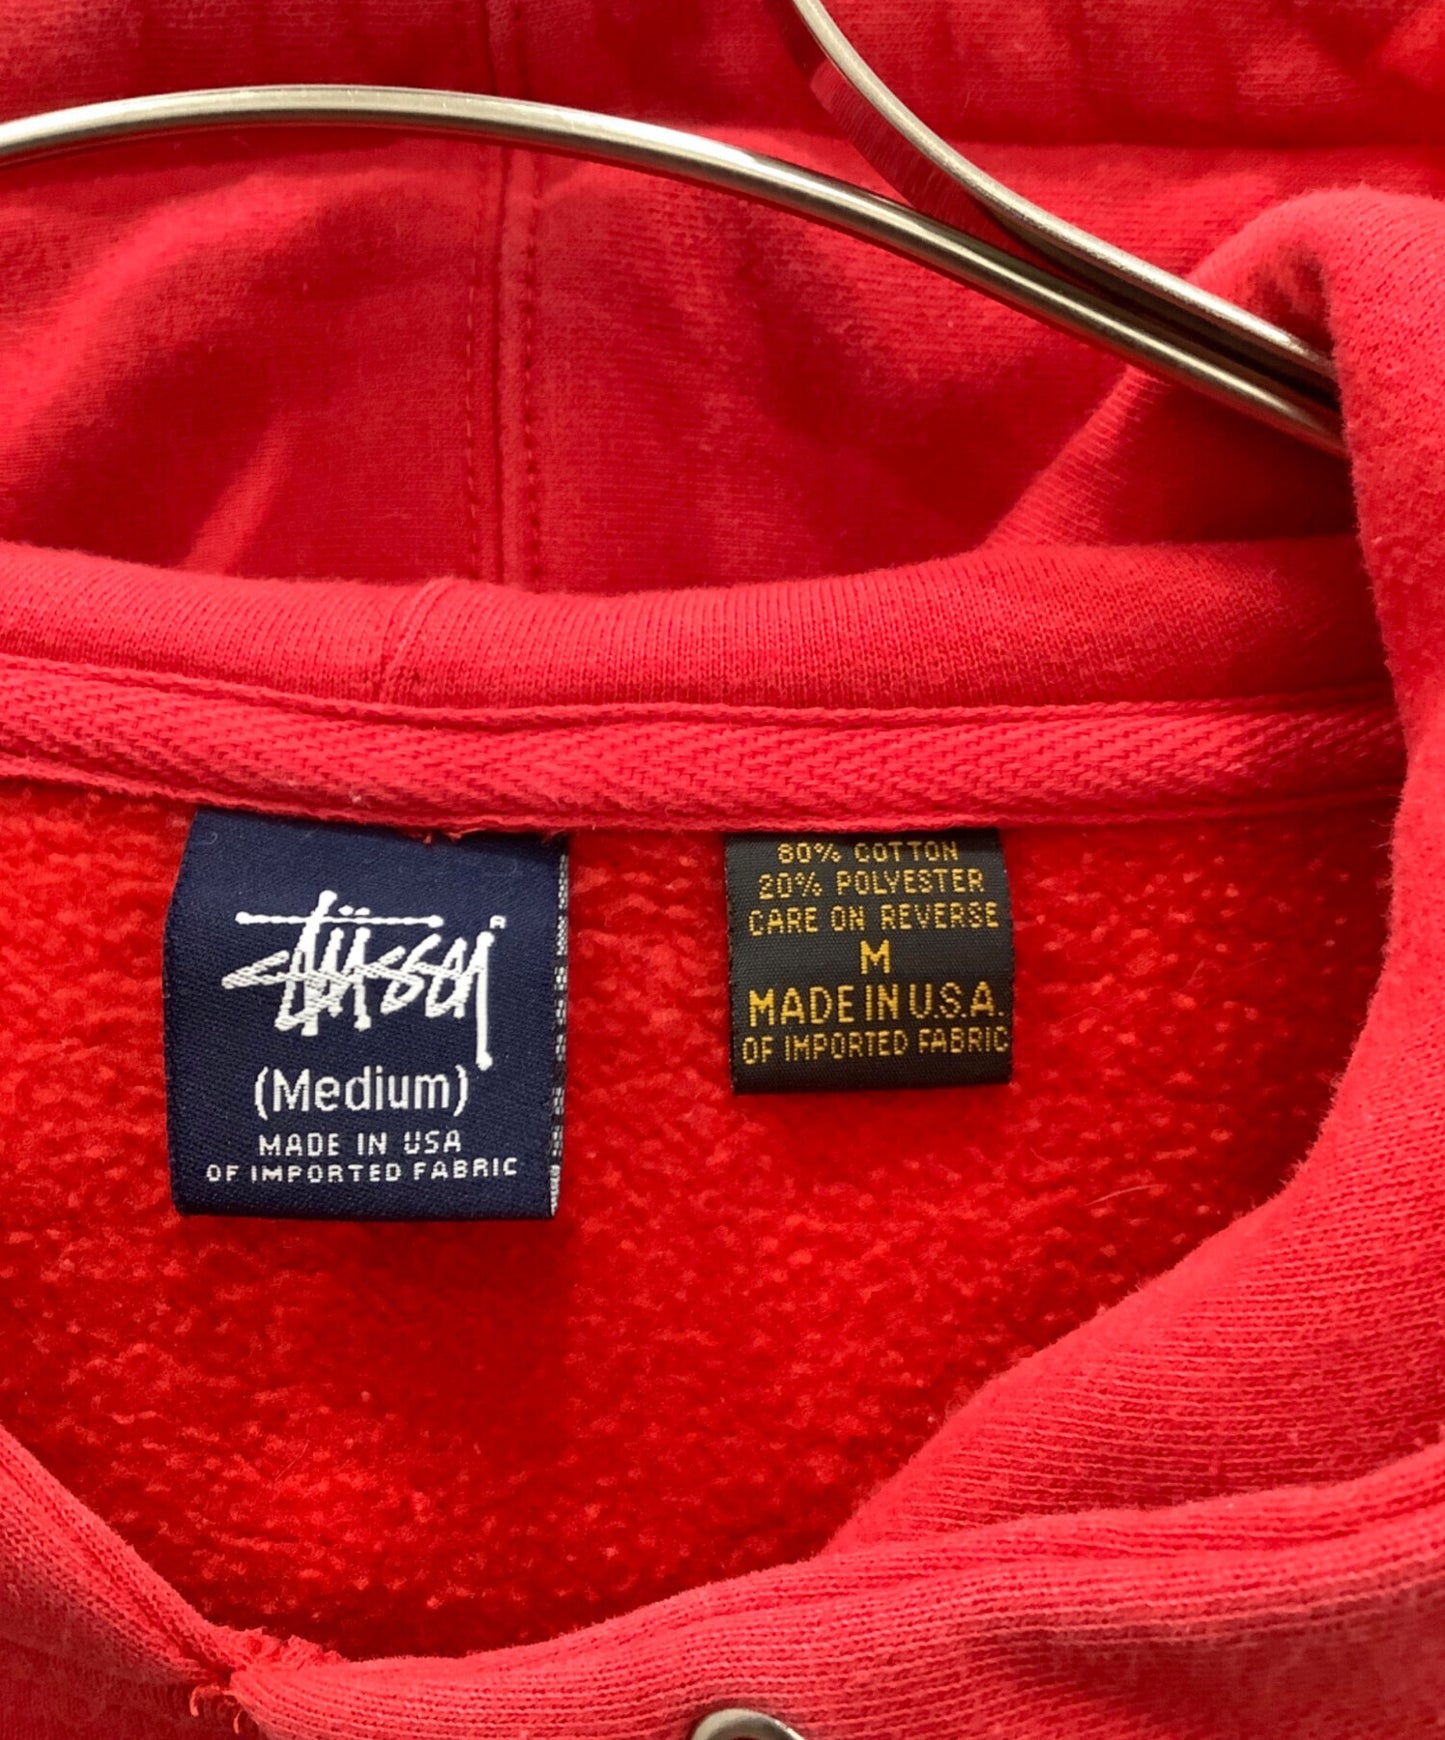 Stüssy®
(Medium)
MADE IN USA
OF IMPORTED FABRIC
80% COTTON
20% POLYESTER
CARE ON REVERSE
M
MADE IN U.S.A.
OF IMPORTED FABRIC